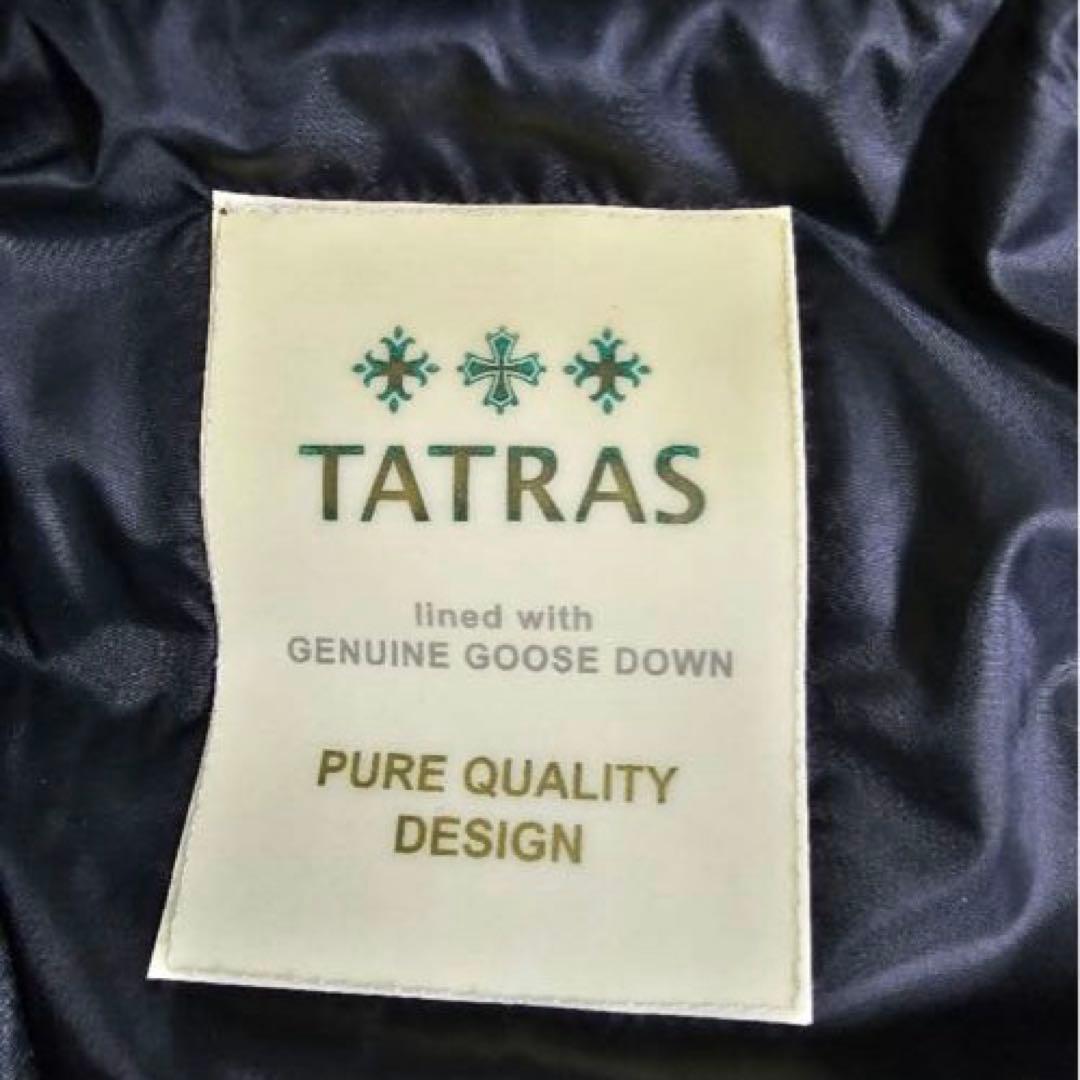 TATRAS
lined with
GENUINE GOOSE DOWN
PURE QUALITY
DESIGN